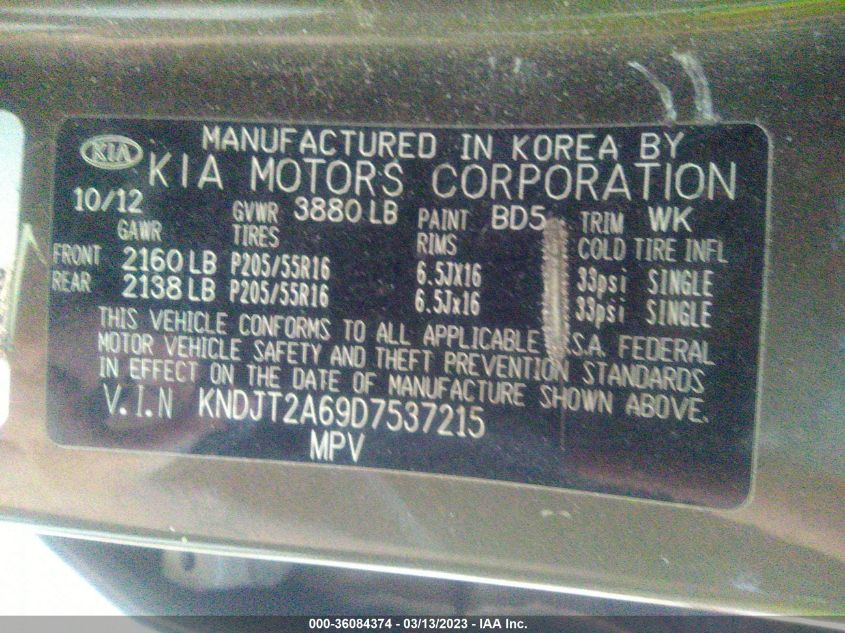 MANUFACTURED IN KOREA BY
KIA KIA MOTORS CORPORATION
10/12 GVWR 3880 LB PAINT BD5 TRIM WK
GAWR TIRES RIMS COLD TIRE INFL
FRONT 2160 LB P205/55R16 6.5JX16 33psi SINGLE
REAR 2138 LB P205/55R16 6.5Jx16 33psi SINGLE
THIS VEHICLE CONFORMS TO ALL APPLICABLE .S.A. FEDERAL
MOTOR VEHICLE SAFETY AND THEFT PREVENTION STANDARDS
IN EFFECT ON THE DATE OF MANUFACTURE SHOWN ABOVE.
V.I.N KNDJT2A69D7537215
MPV
000-36084374 - 03/13/2023 - IAA Inc.